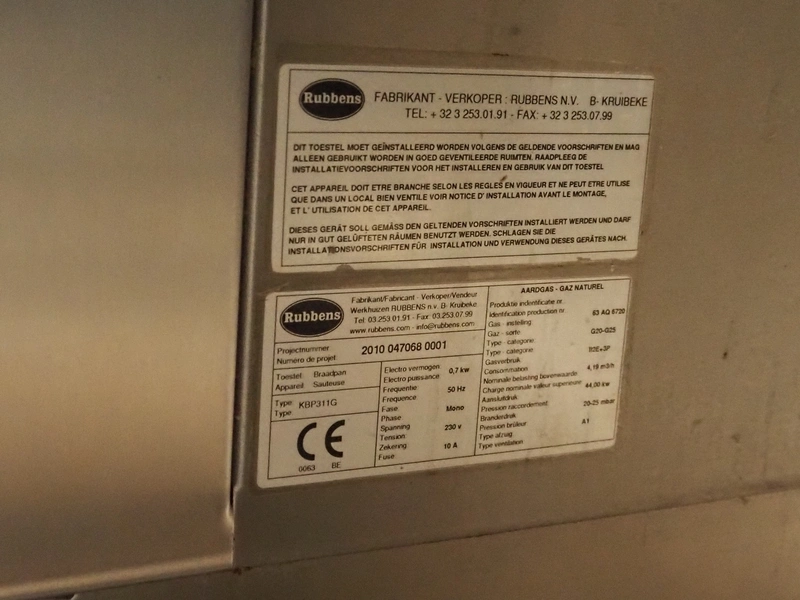 Rubbens
FABRIKANT - VERKOPER : RUBBENS N.V. B- KRUIBEKE
TEL: + 32 3 253.01.91 - FAX: + 32 3 253.07.99
DIT TOESTEL MOET GEÏNSTALLEERD WORDEN VOLGENS DE GELDENDE VOORSCHRIFTEN EN MAG
ALLEEN GEBRUIKT WORDEN IN GOED GEVENTILEERDE RUIMTEN. RAADPLEEG DE
INSTALLATIEVOORSCHRIFTEN VOOR HET INSTALLEREN EN GEBRUIK VAN DIT TOESTEL
CET APPAREIL DOIT ETRE BRANCHE SELON LES REGLES EN VIGUEUR ET NE PEUT ETRE UTILISE
QUE DANS UN LOCAL BIEN VENTILE VOIR NOTICE D' INSTALLATION AVANT LE MONTAGE,
ET L' UTILISATION DE CET APPAREIL.
DIESES GERÄT SOLL GEMÄSS DEN GELTENDEN VORSCHRIFTEN INSTALLIERT WERDEN UND DARF
NUR IN GUT GELÜFTETEN RÄUMEN BENUTZT WERDEN. SCHLAGEN SIE DIE
INSTALLATIONSVORSCHRIFTEN FÜR INSTALLATION UND VERWENDUNG DIESES GERÄTES NACH.
Rubbens
Fabrikant/Fabricant - Verkoper/Vendeur
Werkhuizen RUBBENS n.v. B- Kruibeke
Tel: 03.253.01.91 - Fax: 03.253.07.99
www.rubbens.com - info@rubbens.com
Projectnummer 2010 047068 0001
Numéro de projet
Toestel: Braadpan
Appareil: Sauteuse
Type: KBP311G
Type:
CE
0063 BE
Electro vermogen 0,7 kw
Electro puissance
Frequentie 50 Hz
Frequence
Fase Mono
Phase
Spanning 230 v
Tension
Zekering 10 A
Fuse
AARDGAS - GAZ NATUREL
Produktie indentificatie nr.
Identification production nr. 63 AQ 6720
Gas - instelling
Gaz - sorte G20-G25
Type - categorie
Type - categorie B2E+3P
Gasverbruik
Consommation 4,19 m3/h
Nominale belasting bovenwaarde
Charge nominale valeur superieure 44,00 kw
Aansluitdruk
Pression raccordement 20-25 mbar
Branderdruk
Pression brûleur
Type afzug A1
Type ventilation